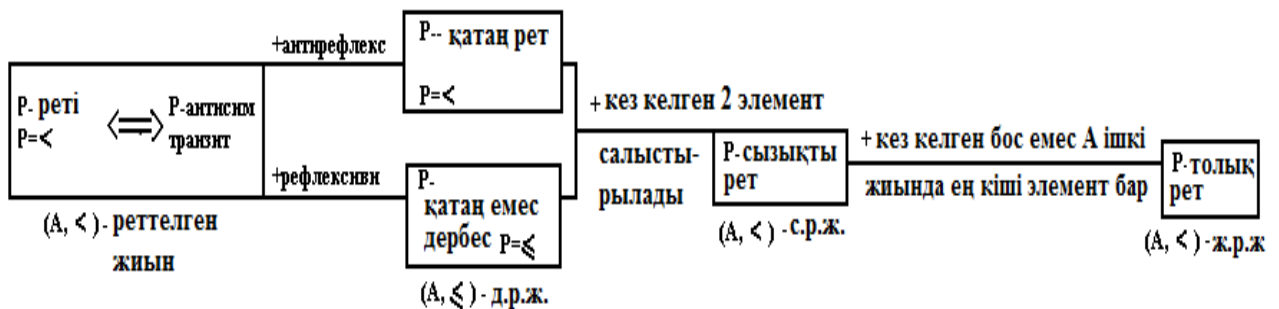 P- реті
P=<
⟺
P-антисим
транзит
(A, <) - реттелген
жиын
+антирефлекс
+рефлексивн
P-- қатаң рет
P=<
P-
қатаң емес
дербес P=⩽
(A, ⩽) - д.р.ж.
+ кез келген 2 элемент
салысты-
рылады
P- сызықты
рет
(A, <) -с.р.ж.
+ кез келген бос емес А ішкі
жиында ең кіші элемент бар
P-толық
рет
(A, <) -ж.р.ж